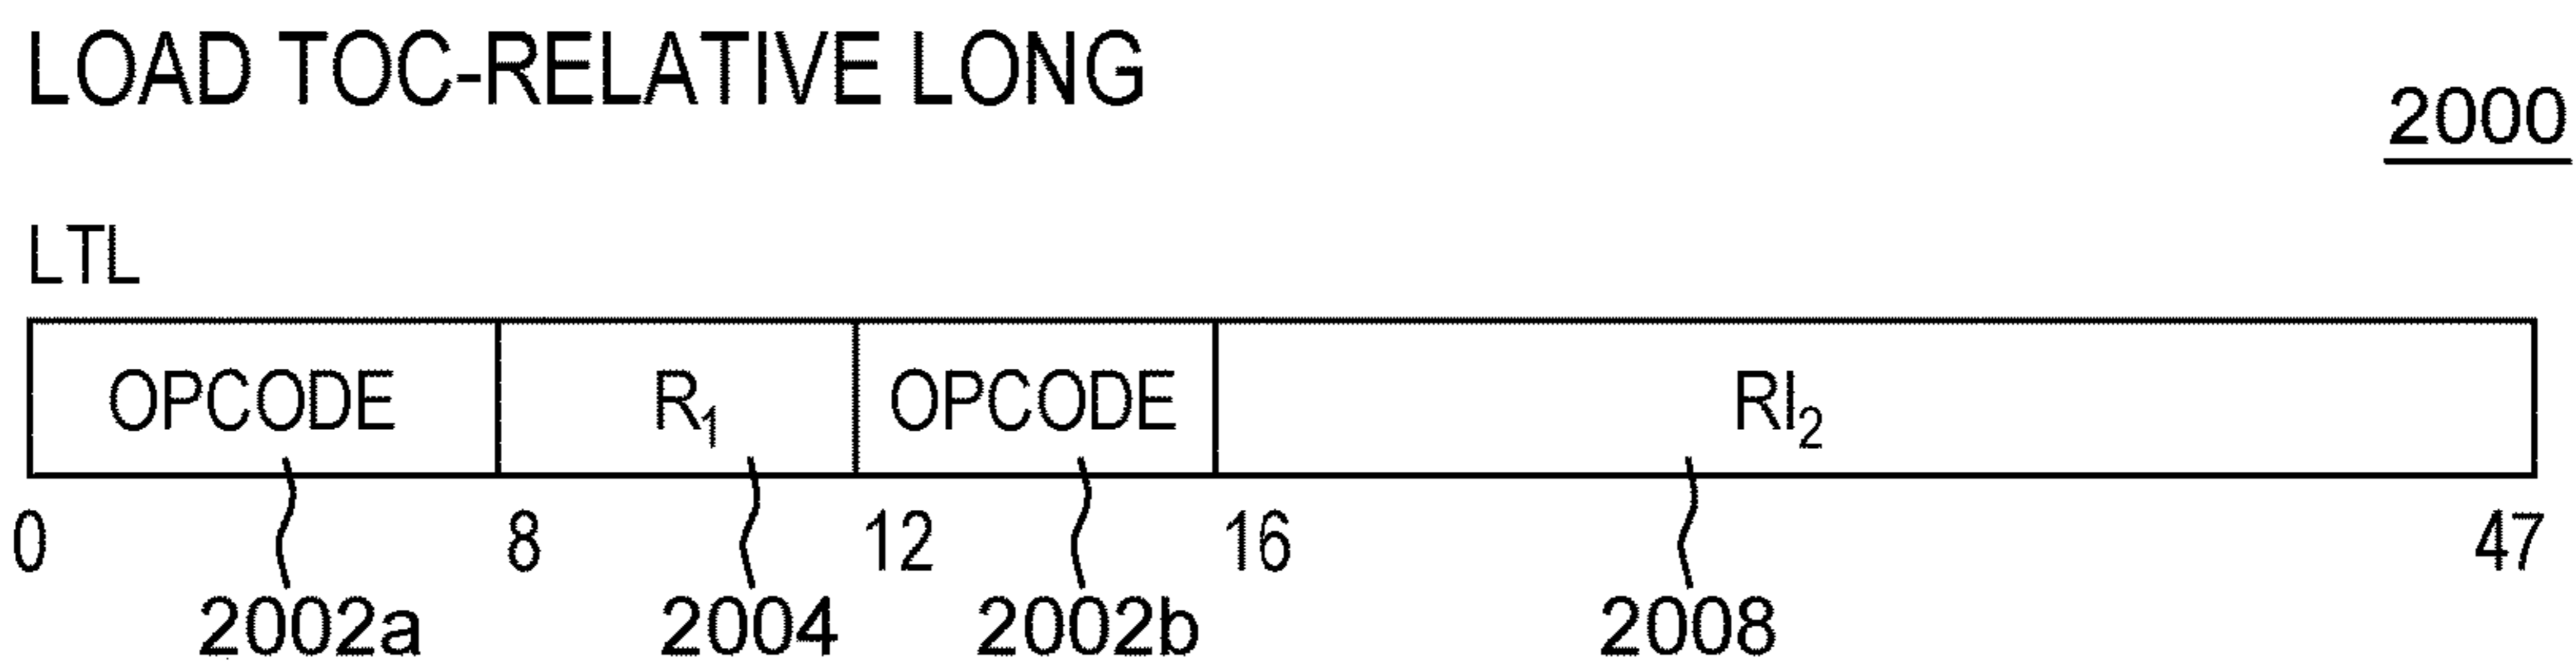 LOAD TOC-RELATIVE LONG
2000
LTL
OPCODE R₁ OPCODE RI₂
0 8 12 16 47
2002a 2004 2002b 2008